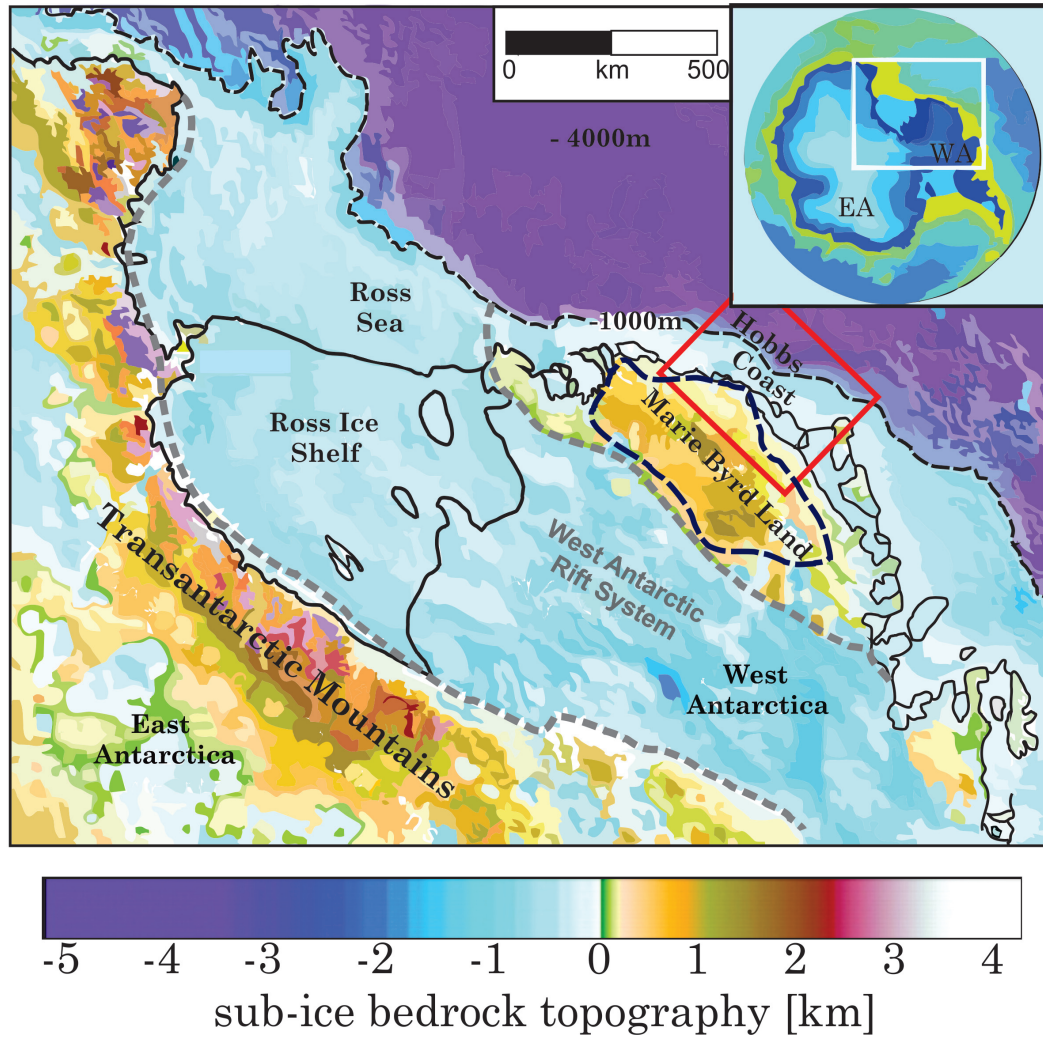 0 km 500
- 4000m
WA
EA
Ross
Sea
-1000m
Hobbs
Coast
Ross Ice
Shelf
Marie Byrd Land
West Antarctic
Rift System
Transantarctic Mountains
West
Antarctica
East
Antarctica
-5 -4 -3 -2 -1 0 1 2 3 4
sub-ice bedrock topography [km]